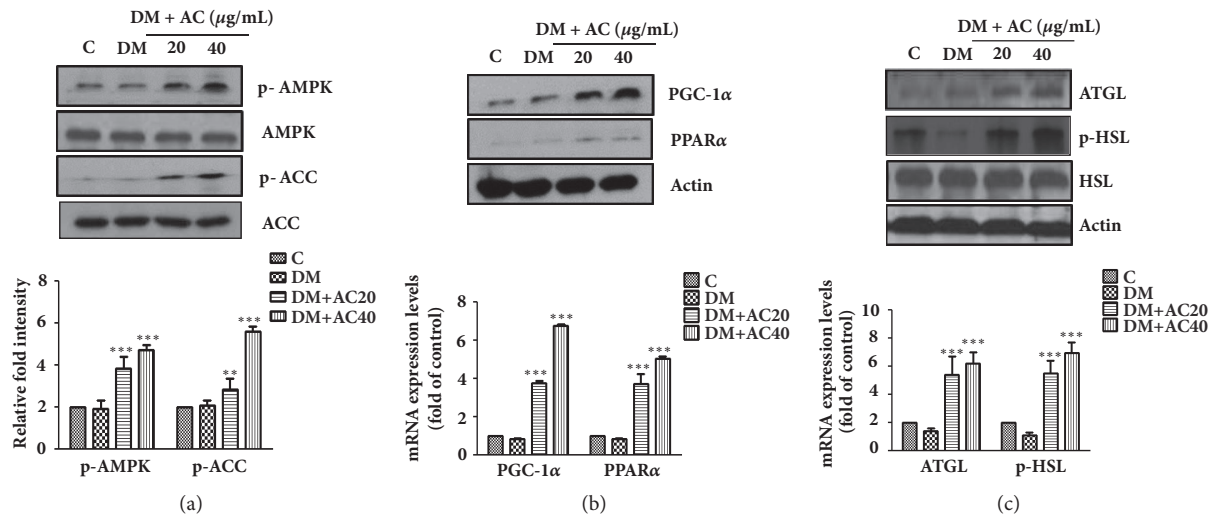 DM + AC (µg/mL)
C DM 20 40
p- AMPK
AMPK
p- ACC
ACC
Relative fold intensity
8
6
4
2
0
*** *** ** ***
p-AMPK p-ACC
C
DM
DM+AC20
DM+AC40
(a)
DM + AC (µg/mL)
C DM 20 40
PGC-1α
PPARα
Actin
mRNA expression levels
(fold of control)
8
6
4
2
0
*** *** *** ***
PGC-1α PPARα
C
DM
DM+AC20
DM+AC40
(b)
DM + AC (µg/mL)
C DM 20 40
ATGL
p-HSL
HSL
Actin
mRNA expression levels
(fold of control)
10
8
6
4
2
0
*** *** *** ***
ATGL p-HSL
C
DM
DM+AC20
DM+AC40
(c)